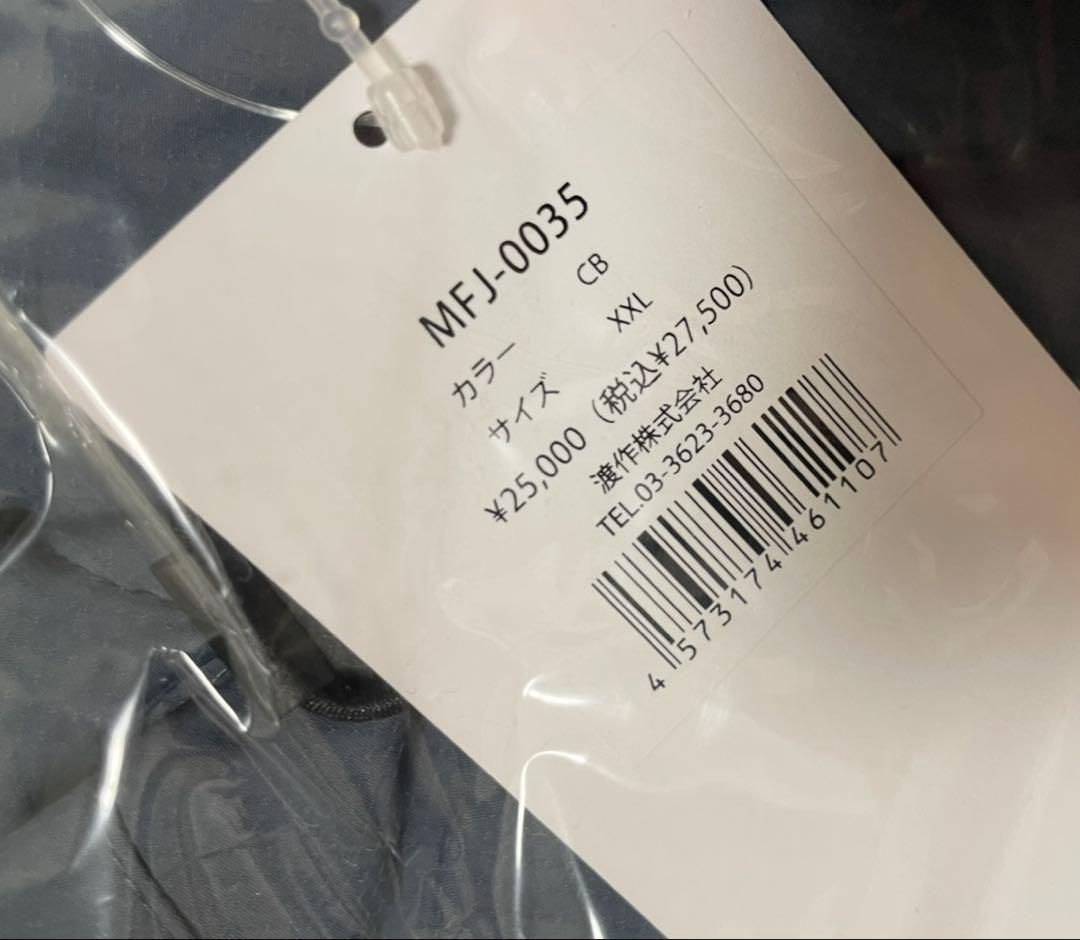 MFJ-0035
カラー CB
サイズ XXL
¥25,000（税込¥27,500）
渡作株式会社
TEL.03-3623-3680
4 573174 461107